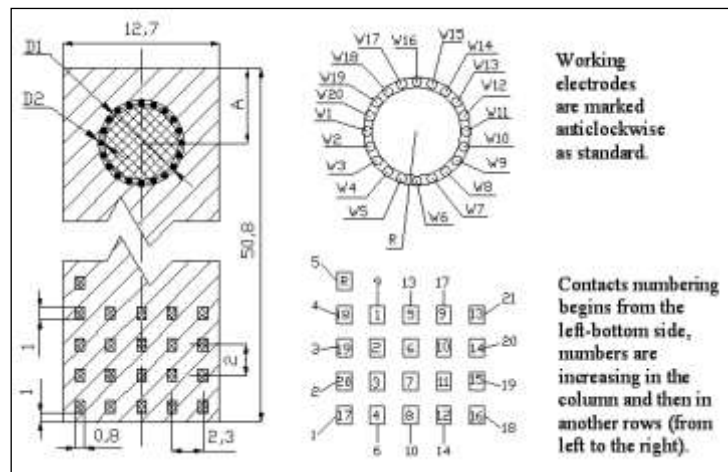 12,7
D1
D2
A
50,8
1
1
2
0,8
2,3
W16
W17
W15
W18
W14
W19
W13
W20
W12
W1
W11
W2
W10
W3
W9
W4
W8
W5
W6
W7
R
Working
electrodes
are marked
anticlockwise
as standard.
5
R
9
13
17
4
18
1
5
9
13
21
3
19
2
6
10
14
20
2
20
3
7
11
15
19
1
17
4
8
12
16
18
6
10
14
Contacts numbering
begins from the
left-bottom side,
numbers are
increasing in the
column and then in
another rows (from
left to the right).